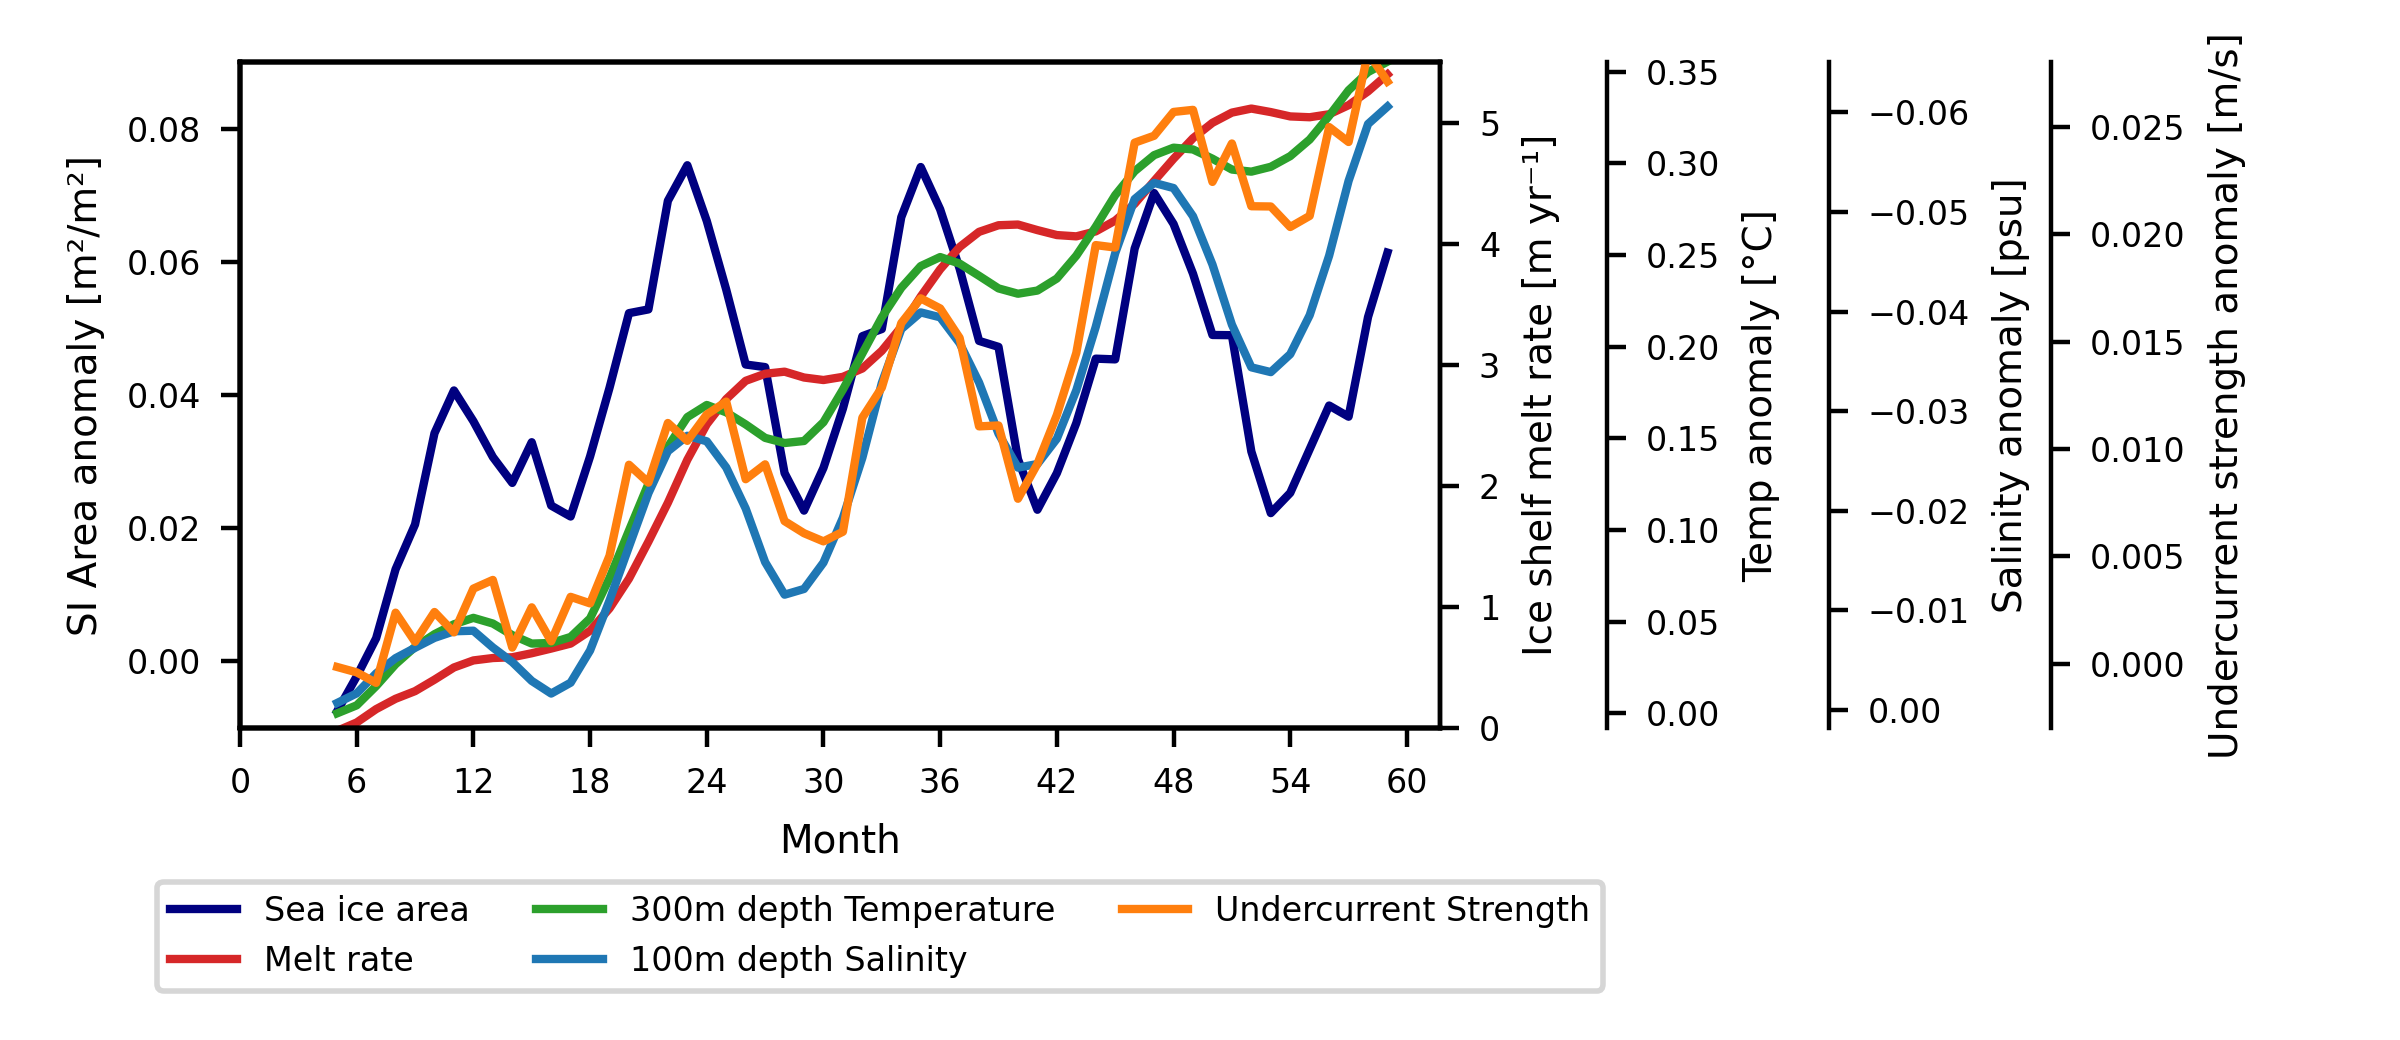 SI Area anomaly [m²/m²]
0.08
0.06
0.04
0.02
0.00
0 6 12 18 24 30 36 42 48 54 60
Month
5
4
3
2
1
0
Ice shelf melt rate [m yr⁻¹]
0.35
0.30
0.25
0.20
0.15
0.10
0.05
0.00
Temp anomaly [°C]
−0.06
−0.05
−0.04
−0.03
−0.02
−0.01
0.00
Salinity anomaly [psu]
0.025
0.020
0.015
0.010
0.005
0.000
Undercurrent strength anomaly [m/s]
Sea ice area
Melt rate
300m depth Temperature
100m depth Salinity
Undercurrent Strength